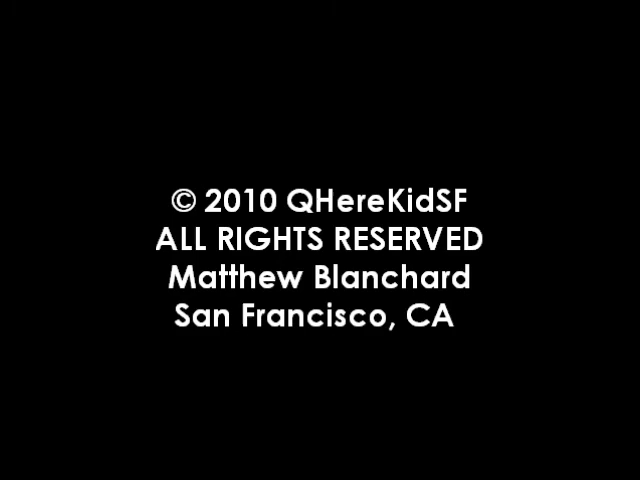 © 2010 QHereKidSF
ALL RIGHTS RESERVED
Matthew Blanchard
San Francisco, CA